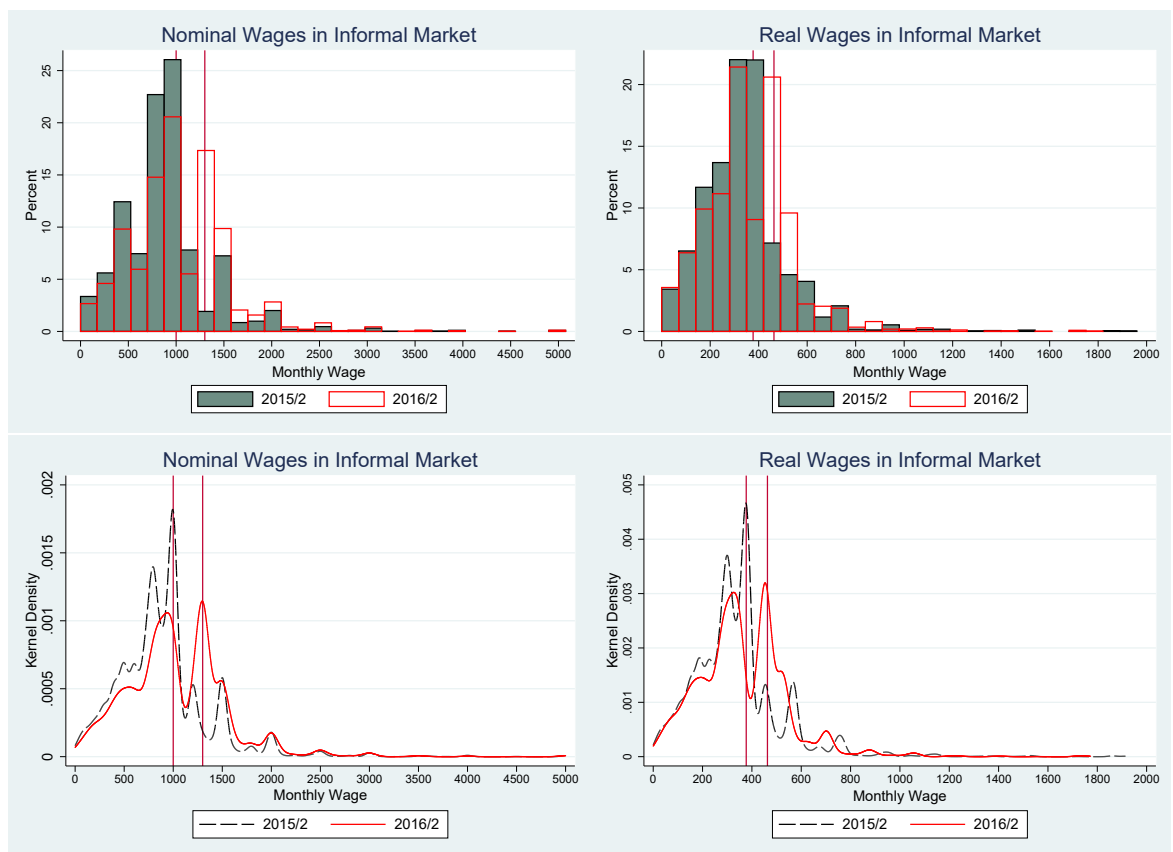 Nominal Wages in Informal Market
Percent
25
20
15
10
5
0
0 500 1000 1500 2000 2500 3000 3500 4000 4500 5000
Monthly Wage
2015/2 2016/2
Real Wages in Informal Market
Percent
20
15
10
5
0
0 200 400 600 800 1000 1200 1400 1600 1800 2000
Monthly Wage
2015/2 2016/2
Nominal Wages in Informal Market
Kernel Density
.002
.0015
.001
.0005
0
0 500 1000 1500 2000 2500 3000 3500 4000 4500 5000
Monthly Wage
2015/2 2016/2
Real Wages in Informal Market
Kernel Density
.005
.004
.003
.002
.001
0
0 200 400 600 800 1000 1200 1400 1600 1800 2000
Monthly Wage
2015/2 2016/2